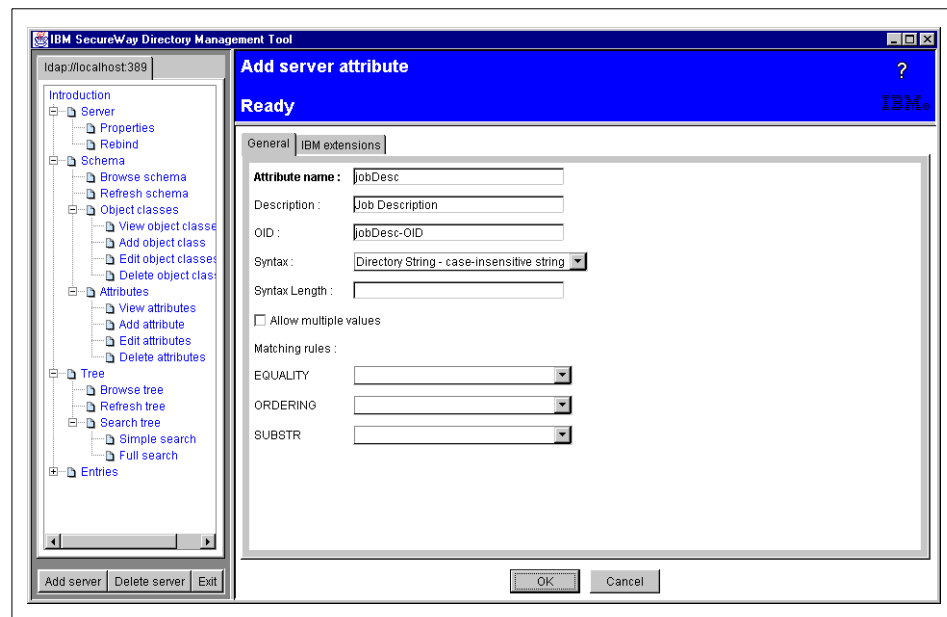 IBM SecureWay Directory Management Tool
ldap://localhost:389
Introduction
Server
Properties
Rebind
Schema
Browse schema
Refresh schema
Object classes
View object classe
Add object class
Edit object classes
Delete object clas
Attributes
View attributes
Add attribute
Edit attributes
Delete attributes
Tree
Browse tree
Refresh tree
Search tree
Simple search
Full search
Entries
Add server Delete server Exit
Add server attribute
?
Ready
IBM
General IBM extensions
Attribute name : jobDesc
Description : Job Description
OID : jobDesc-OID
Syntax : Directory String - case-insensitive string
Syntax Length :
Allow multiple values
Matching rules :
EQUALITY
ORDERING
SUBSTR
OK Cancel